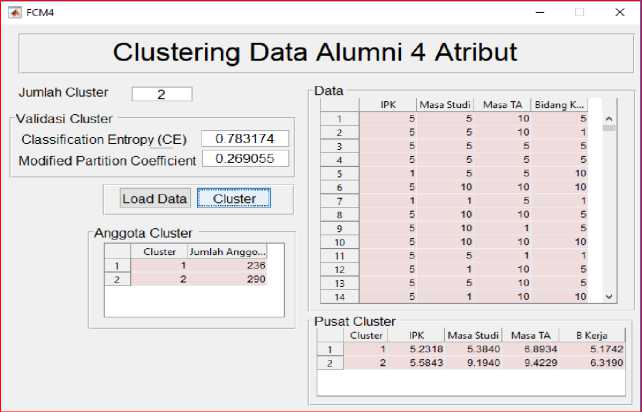 FCM4
Clustering Data Alumni 4 Atribut
Jumlah Cluster 2
Validasi Cluster
Classification Entropy (CE) 0.783174
Modified Partition Coefficient 0.269055
Load Data Cluster
Anggota Cluster
Cluster Jumlah Anggo...
1 1 236
2 2 290
Data
IPK Masa Studi Masa TA Bidang K...
1 5 5 10 5
2 5 5 10 1
3 5 5 5 5
4 5 5 5 5
5 1 5 5 10
6 5 10 10 10
7 1 1 5 1
8 5 10 10 5
9 5 10 1 5
10 5 10 10 10
11 5 5 1 1
12 5 1 10 5
13 5 5 10 5
14 5 1 10 10
Pusat Cluster
Cluster IPK Masa Studi Masa TA B Kerja
1 1 5.2318 5.3840 6.8934 5.1742
2 2 5.5843 9.1940 9.4229 6.3190